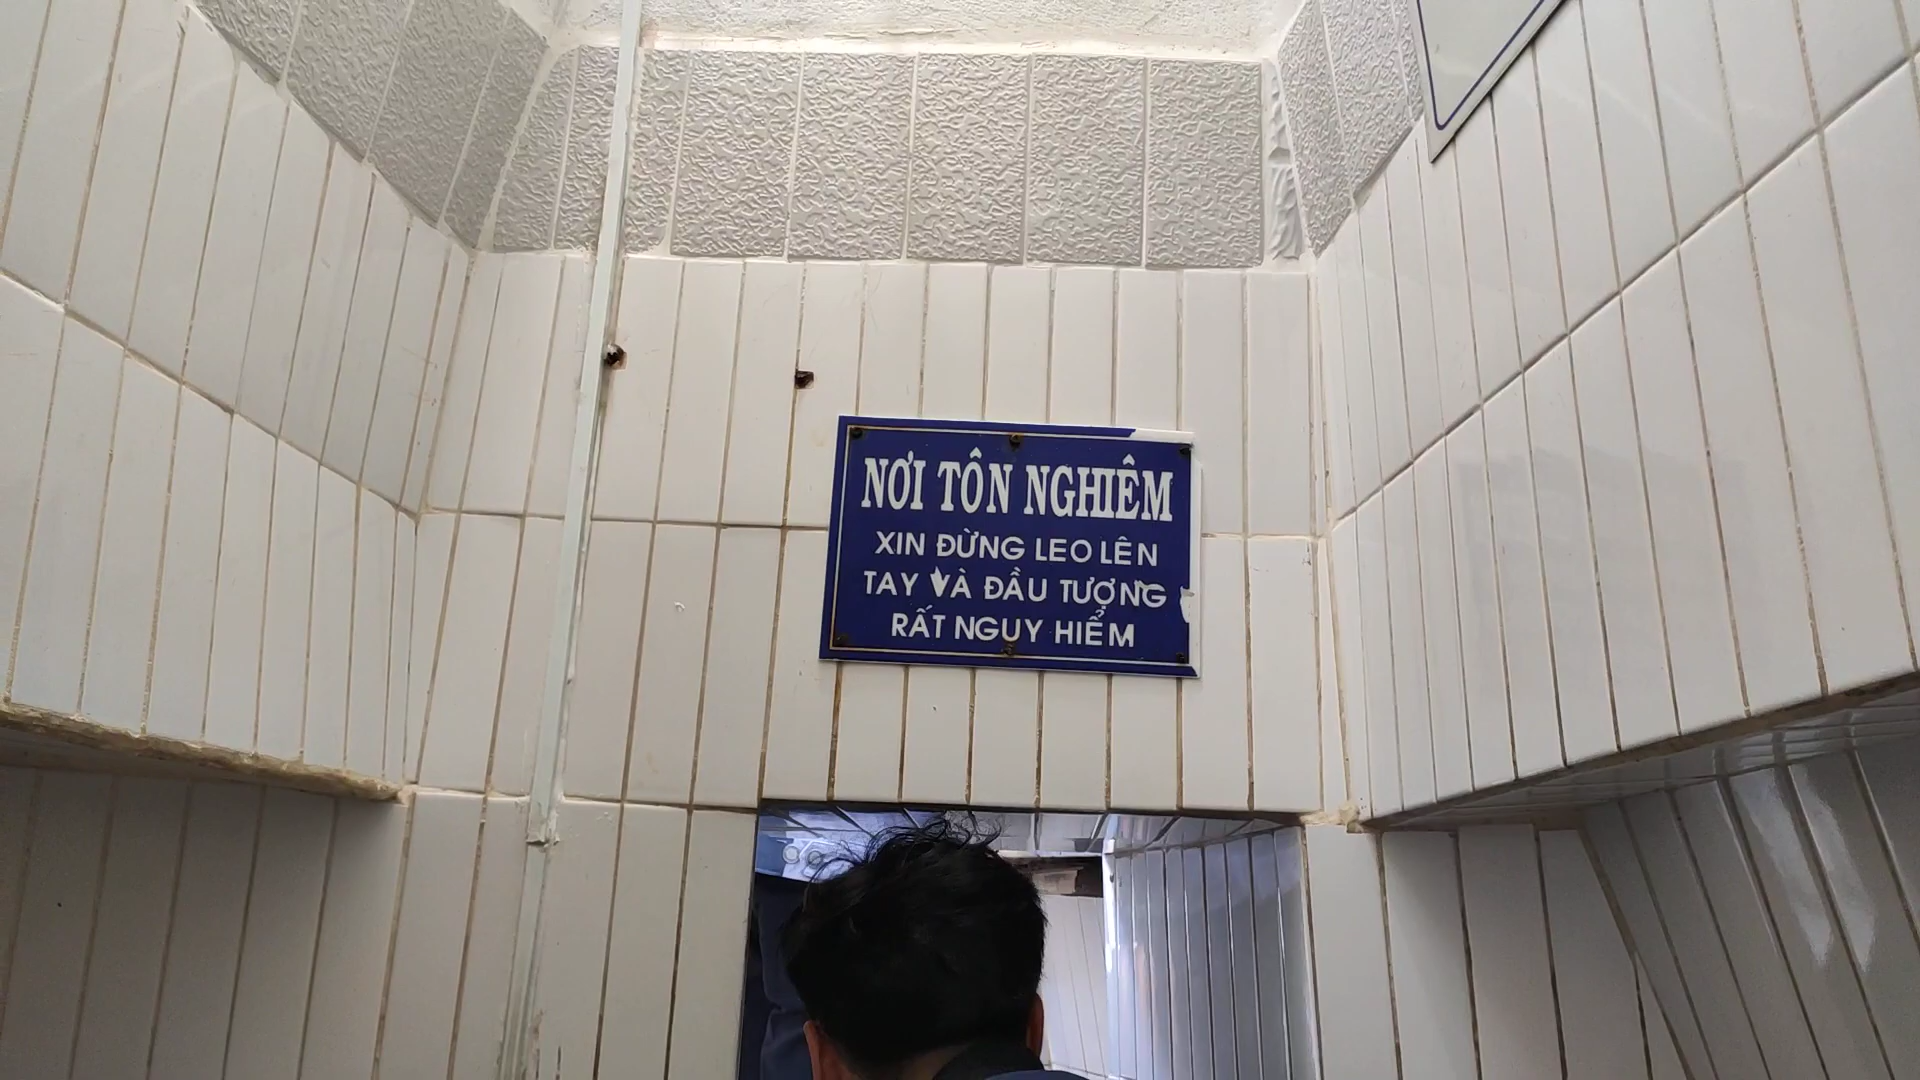 NƠI TÔN NGHIÊM
XIN ĐỪNG LEO LÊN
TAY VÀ ĐẦU TƯỢNG
RẤT NGUY HIỂM